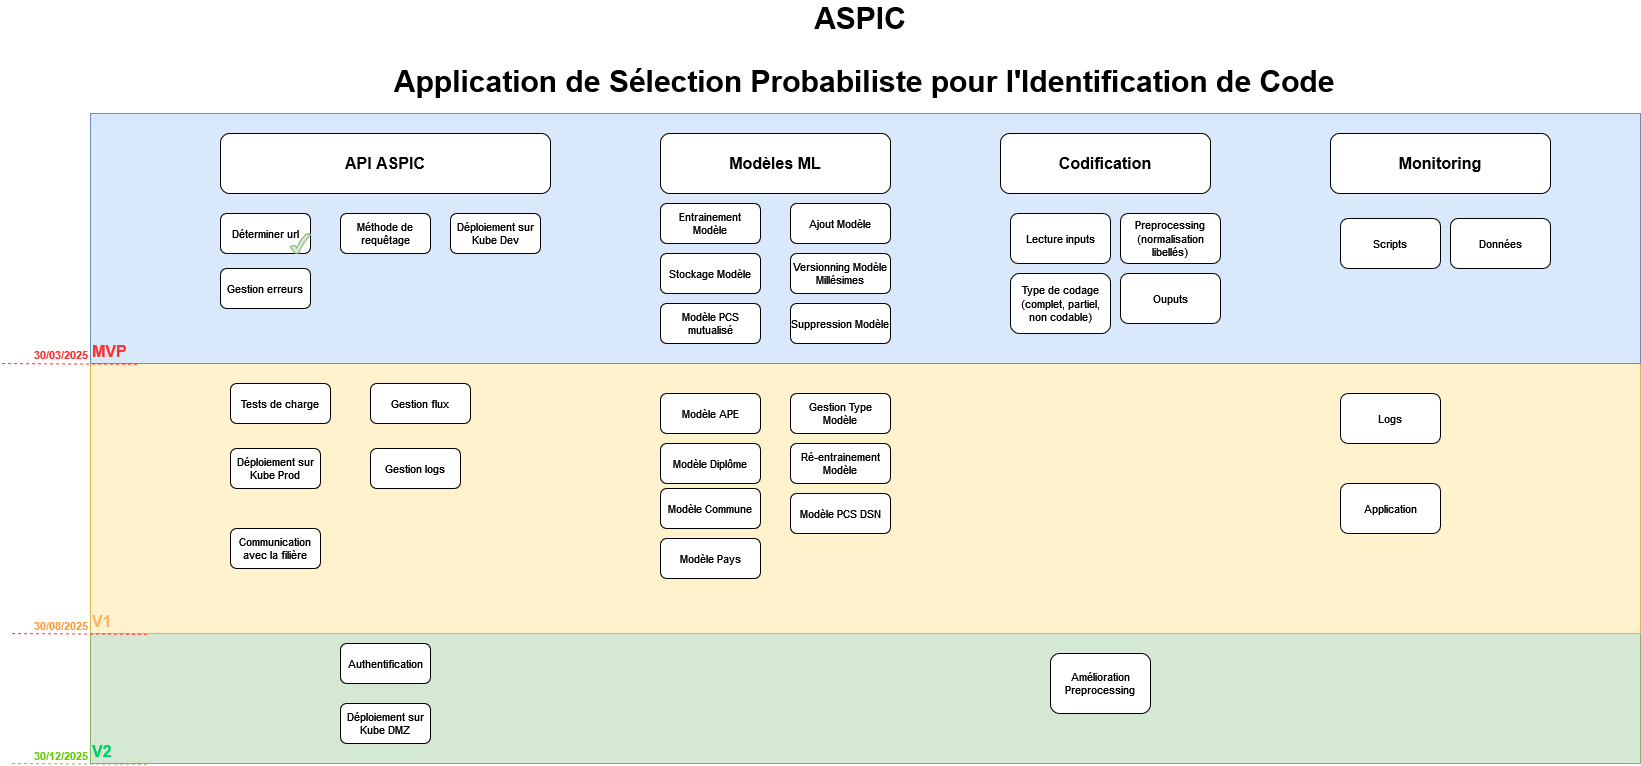 ASPIC
Application de Sélection Probabiliste pour l'Identification de Code
API ASPIC
Modèles ML
Codification
Monitoring
Déterminer url
Méthode de
requêtage
Déploiement sur
Kube Dev
Gestion erreurs
Entrainement
Modèle
Ajout Modèle
Stockage Modèle
Versionning Modèle
Millésimes
Modèle PCS
mutualisé
Suppression Modèle
Lecture inputs
Preprocessing
(normalisation
libellés)
Type de codage
(complet, partiel,
non codable)
Ouputs
Scripts
Données
30/03/2025
MVP
Tests de charge
Gestion flux
Déploiement sur
Kube Prod
Gestion logs
Communication
avec la filière
Modèle APE
Gestion Type
Modèle
Modèle Diplôme
Ré-entrainement
Modèle
Modèle Commune
Modèle PCS DSN
Modèle Pays
Logs
Application
30/08/2025
V1
Authentification
Déploiement sur
Kube DMZ
Amélioration
Preprocessing
30/12/2025
V2